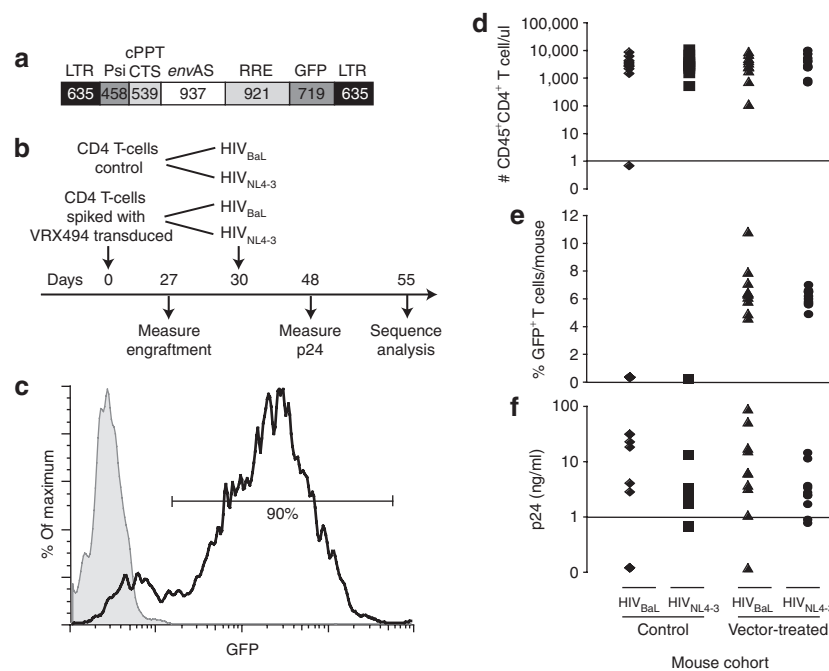 a
cPPT
LTR Psi CTS envAS RRE GFP LTR
635 458 539 937 921 719 635
b
CD4 T-cells
control
HIVBaL
HIVNL4-3
CD4 T-cells
spiked with
VRX494 transduced
HIVBaL
HIVNL4-3
Days 0 27 30 48 55
Measure
engraftment
Measure
p24
Sequence
analysis
c
% Of maximum
90%
GFP
d
# CD45+CD4+ T cell/ul
100,000
10,000
1,000
100
1
0
e
% GFP+ T cells/mouse
12
10
8
6
4
2
0
f
p24 (ng/ml)
100
10
1
0
HIVBaL HIVNL4-3 HIVBaL HIVNL4-3
Control Vector-treated
Mouse cohort